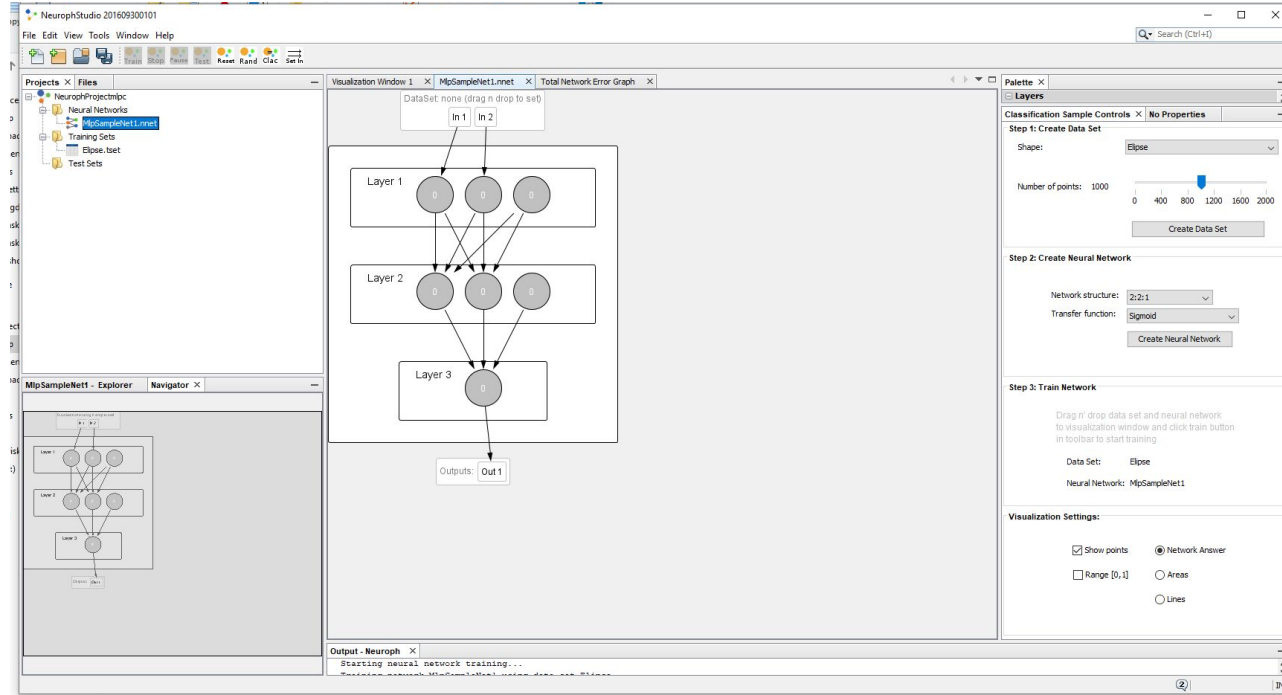 NeurophStudio 201609300101
File Edit View Tools Window Help
Search (Ctrl+I)
Train Stop Pause Test Reset Rand Clac Set In
Projects Files
NeurophProjectmlpc
Neural Networks
MlpSampleNet1.nnet
Training Sets
Elipse.tset
Test Sets
MlpSampleNet1 - Explorer Navigator
Visualization Window 1 MlpSampleNet1.nnet Total Network Error Graph
DataSet: none (drag n drop to set)
In 1 In 2
Layer 1
0 0 0
Layer 2
0 0 0
Layer 3
0
Outputs: Out 1
Output - Neuroph
Starting neural network training...
Training network MlpSampleNet1 using data set Elipse
Palette
Layers
Classification Sample Controls No Properties
Step 1: Create Data Set
Shape: Elipse
Number of points: 1000
0 400 800 1200 1600 2000
Create Data Set
Step 2: Create Neural Network
Network structure: 2:2:1
Transfer function: Sigmoid
Create Neural Network
Step 3: Train Network
Drag n' drop data set and neural network
to visualization window and click train button
in toolbar to start training
Data Set: Elipse
Neural Network: MlpSampleNet1
Visualization Settings:
Show points Network Answer
Range [0,1] Areas
Lines
2